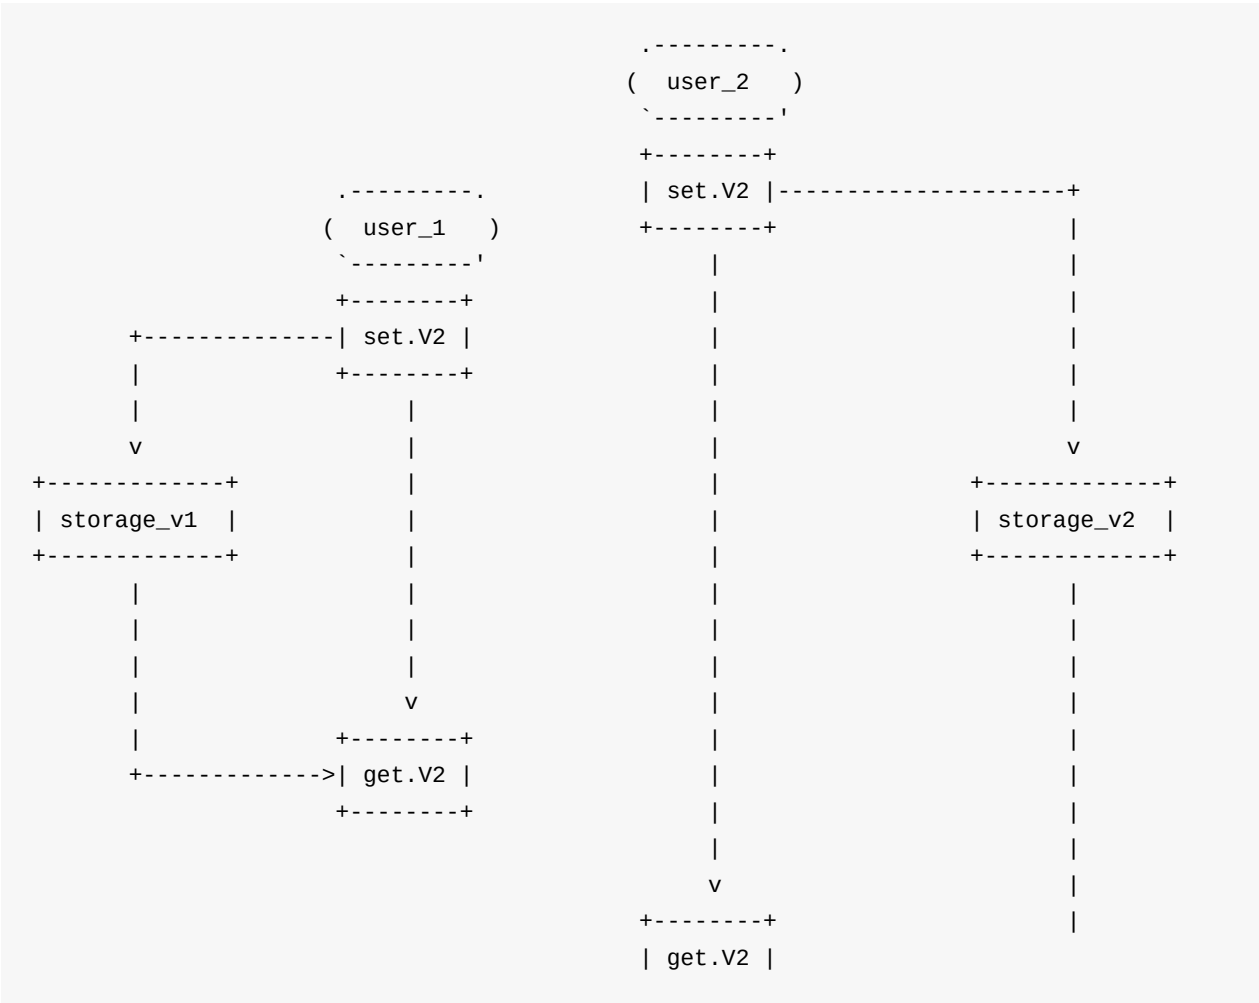 .---------.
                                             (  user_2   )
                                              `---------'
                                              +--------+
                        .---------.           | set.V2 |---------------------+
                       (  user_1   )          +--------+                     |
                        `---------'                |                         |
                        +--------+                 |                         |
         +--------------| set.V2 |                 |                         |
         |              +--------+                 |                         |
         |                   |                     |                         |
         v                   |                     |                         v
  +-------------+            |                     |                  +-------------+
  | storage_v1  |            |                     |                  | storage_v2  |
  +-------------+            |                     |                  +-------------+
         |                   |                     |                         |
         |                   |                     |                         |
         |                   |                     |                         |
         |                   v                     |                         |
         |              +--------+                 |                         |
         +------------->| get.V2 |                 |                         |
                        +--------+                 |                         |
                                                   |                         |
                                                   v                         |
                                              +--------+                     |
                                              | get.V2 |